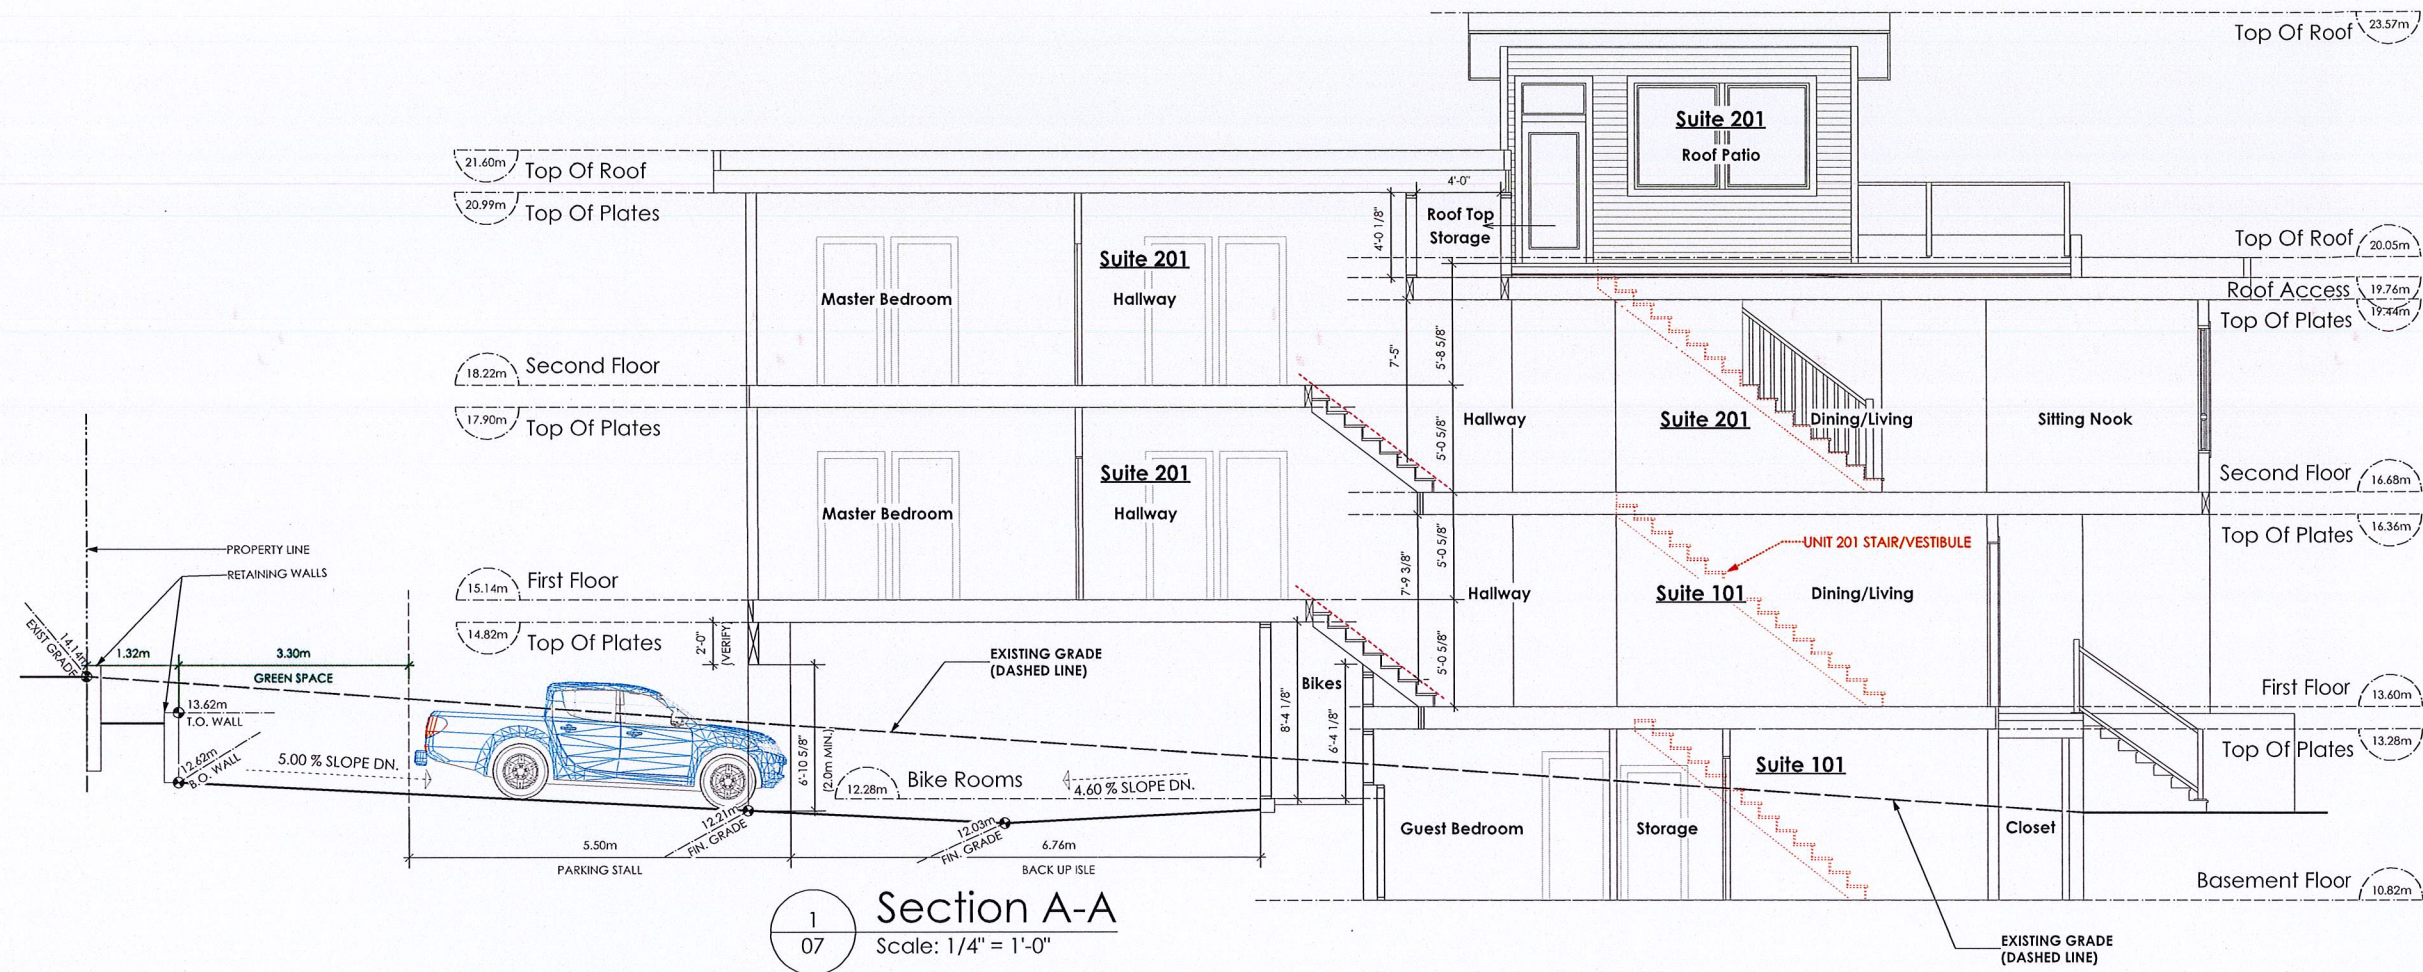 23.57m
Top Of Roof
Suite 201
Roof Patio
21.60m
Top Of Roof
20.99m
Top Of Plates
4'-0"
4'-0 1/8"
Roof Top
Storage
Top Of Roof
20.05m
Roof Access
19.76m
Top Of Plates
19.44m
Suite 201
Master Bedroom
Hallway
7'-5"
5'-8 5/8"
18.22m
Second Floor
17.90m
Top Of Plates
5'-0 5/8"
Hallway
Suite 201
Dining/Living
Sitting Nook
Second Floor
16.68m
Suite 201
Master Bedroom
Hallway
Top Of Plates
16.36m
UNIT 201 STAIR/VESTIBULE
PROPERTY LINE
RETAINING WALLS
7'-9 3/8"
5'-0 5/8"
15.14m
First Floor
Hallway
Suite 101
Dining/Living
14.82m
Top Of Plates
2'-0"
(VERIFY)
5'-0 5/8"
14.14m
EXIST GRADE
1.32m
3.30m
GREEN SPACE
EXISTING GRADE
(DASHED LINE)
Bikes
First Floor
13.60m
13.62m
T.O. WALL
8'-4 1/8"
6'-4 1/8"
12.62m
B.O. WALL
5.00 % SLOPE DN.
6'-10 5/8"
(2.0m MIN.)
12.28m
Bike Rooms
4.60 % SLOPE DN.
Suite 101
Top Of Plates
13.28m
12.21m
FIN. GRADE
12.03m
FIN. GRADE
Guest Bedroom
Storage
Closet
5.50m
PARKING STALL
6.76m
BACK UP ISLE
Basement Floor
10.82m
1
07
Section A-A
Scale: 1/4" = 1'-0"
EXISTING GRADE
(DASHED LINE)